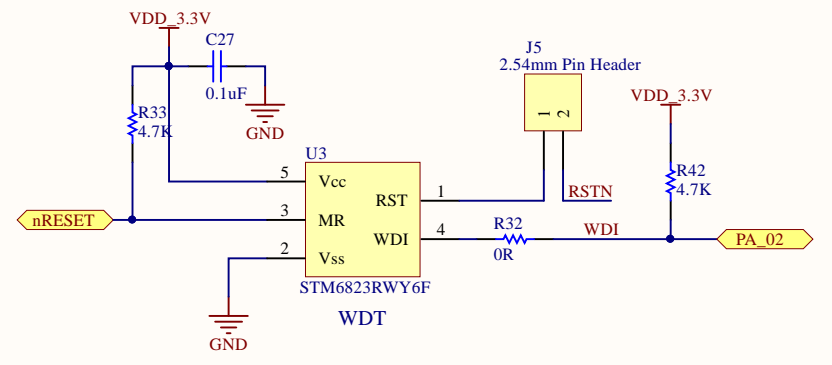 VDD_3.3V
C27
0.1uF
GND
R33
4.7K
J5
2.54mm Pin Header
1
2
VDD_3.3V
R42
4.7K
U3
5
Vcc
RST
1
RSTN
nRESET
3
MR
WDI
4
R32
0R
WDI
PA_02
2
Vss
STM6823RWY6F
WDT
GND